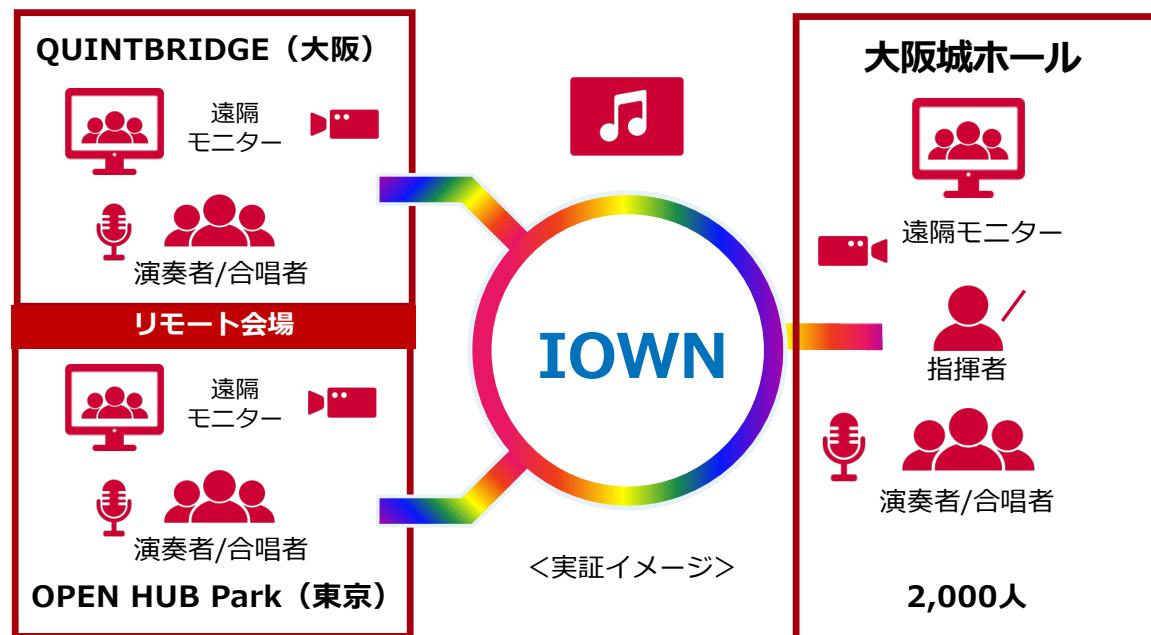 QUINTBRIDGE（大阪）
遠隔
モニター
演奏者/合唱者
リモート会場
遠隔
モニター
演奏者/合唱者
OPEN HUB Park（東京）
IOWN
＜実証イメージ＞
大阪城ホール
遠隔モニター
指揮者
演奏者/合唱者
2,000人